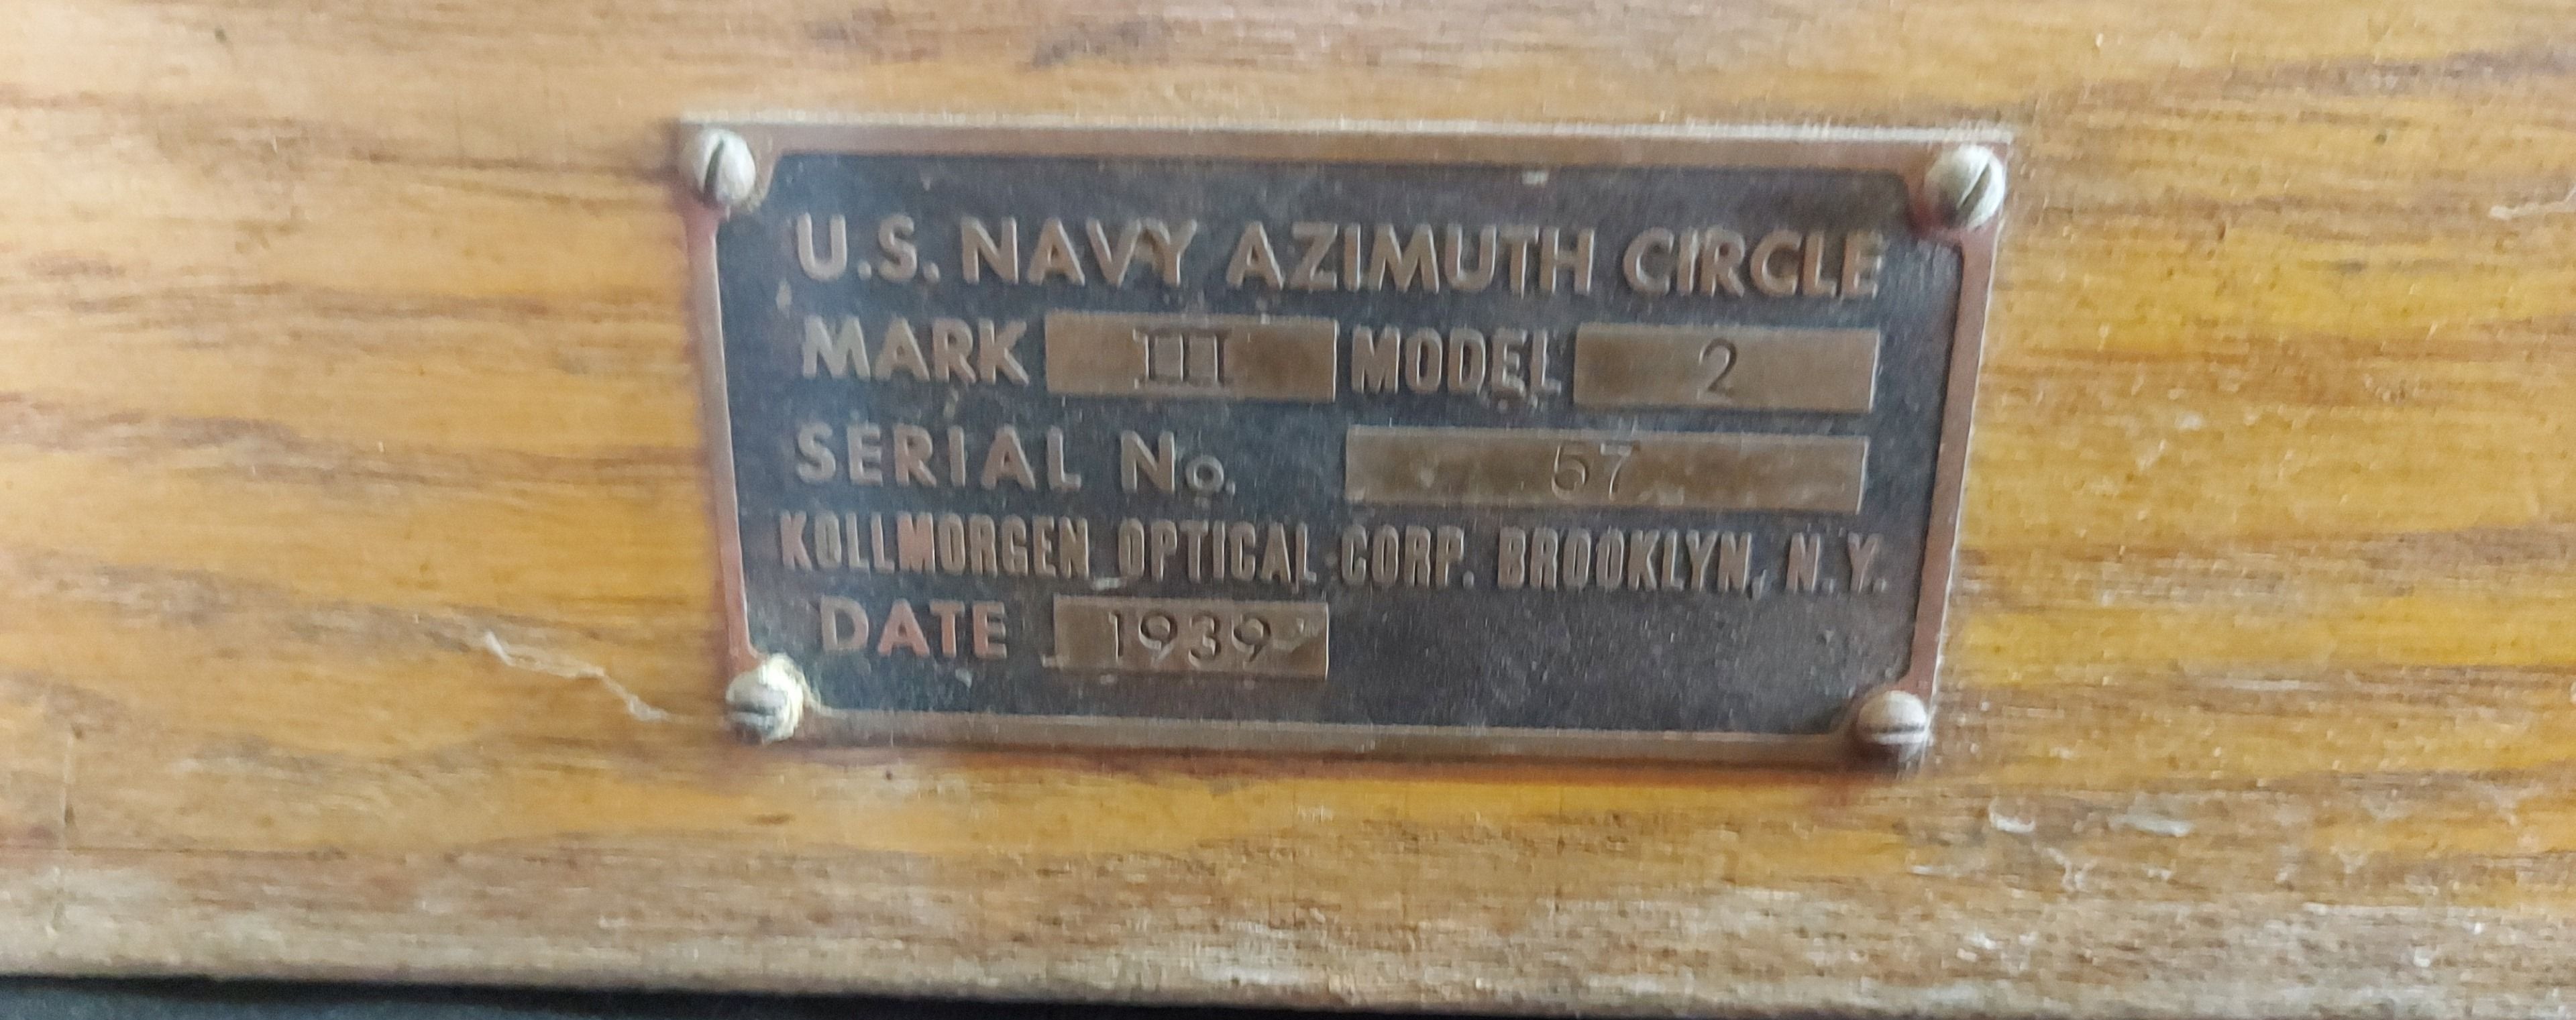 U.S. NAVY AZIMUTH CIRCLE
MARK III MODEL 2
SERIAL No. 57
KOLLMORGEN OPTICAL CORP. BROOKLYN, N.Y.
DATE 1939